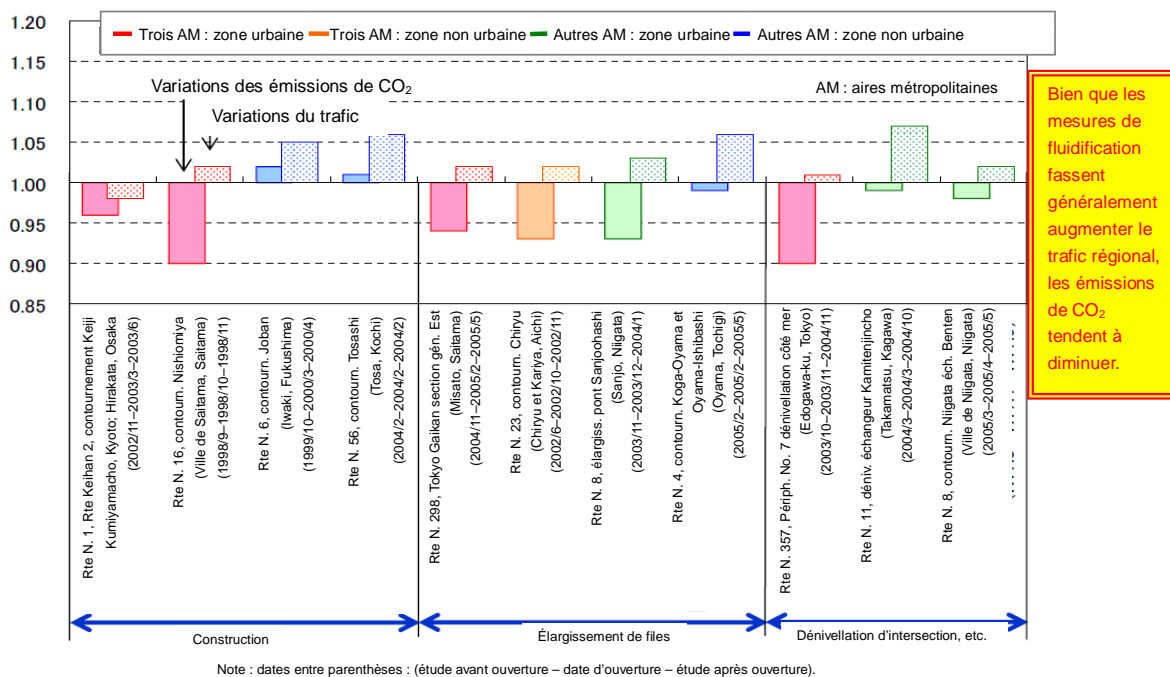 1.20
1.15
1.10
1.05
1.00
0.95
0.90
0.85
Trois AM : zone urbaine
Trois AM : zone non urbaine
Autres AM : zone urbaine
Autres AM : zone non urbaine
Variations des émissions de CO₂
Variations du trafic
AM : aires métropolitaines
Bien que les
mesures de
fluidification
fassent
généralement
augmenter le
trafic régional,
les émissions
de CO₂
tendent à
diminuer.
Rte N. 1, Rte Keihan 2, contournement Keiji
Kumiyamacho, Kyoto; Hirakata, Osaka
(2002/11–2003/3–2003/6)
Rte N. 16, contourn. Nishiomiya
(Ville de Saitama, Saitama)
(1998/9–1998/10–1998/11)
Rte N. 6, contourn. Joban
(Iwaki, Fukushima)
(1999/10–2000/3–2000/4)
Rte N. 56, contourn. Tosashi
(Tosa, Kochi)
(2004/2–2004/2–2004/2)
Rte N. 298, Tokyo Gaikan section gén. Est
(Misato, Saitama)
(2004/11–2005/2–2005/5)
Rte N. 23, contourn. Chiryu
(Chiryu et Kariya, Aichi)
(2002/6–2002/10–2002/11)
Rte N. 8, élargiss. pont Sanjoohashi
(Sanjo, Niigata)
(2003/11–2003/12–2004/1)
Rte N. 4, contourn. Koga-Oyama et
Oyama-Ishibashi
(Oyama, Tochigi)
(2005/2–2005/2–2005/5)
Rte N. 357, Périph. No. 7 dénivellation côté mer
(Edogawa-ku, Tokyo)
(2003/10–2003/11–2004/11)
Rte N. 11, déniv. échangeur Kamitenjincho
(Takamatsu, Kagawa)
(2004/3–2004/3–2004/10)
Rte N. 8, contourn. Niigata éch. Benten
(Ville de Niigata, Niigata)
(2005/3–2005/4–2005/5)
Construction
Élargissement de files
Dénivellation d'intersection, etc.
Note : dates entre parenthèses : (étude avant ouverture – date d'ouverture – étude après ouverture).